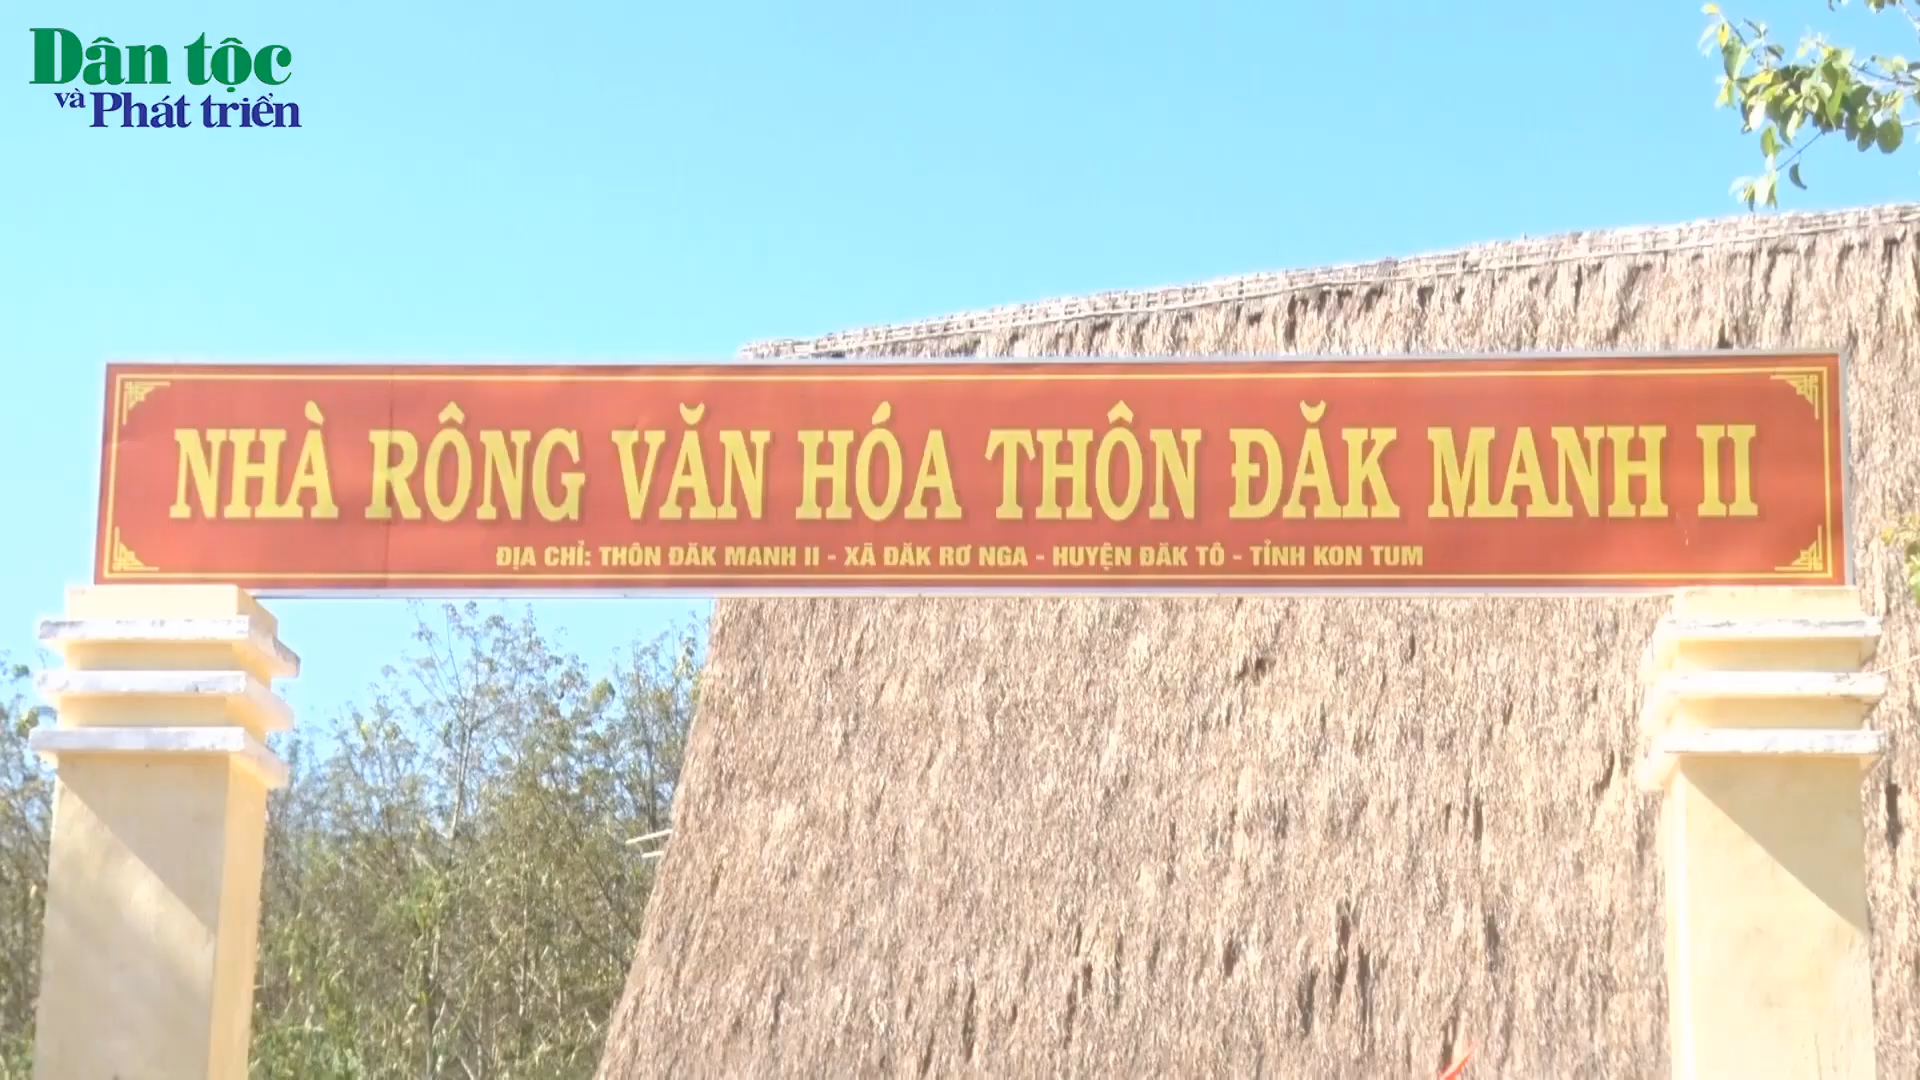 Dân tộc
và Phát triển
NHÀ RÔNG VĂN HÓA THÔN ĐĂK MANH II
ĐỊA CHỈ: THÔN ĐĂK MANH II - XÃ ĐĂK RƠ NGA - HUYỆN ĐĂK TÔ - TỈNH KON TUM